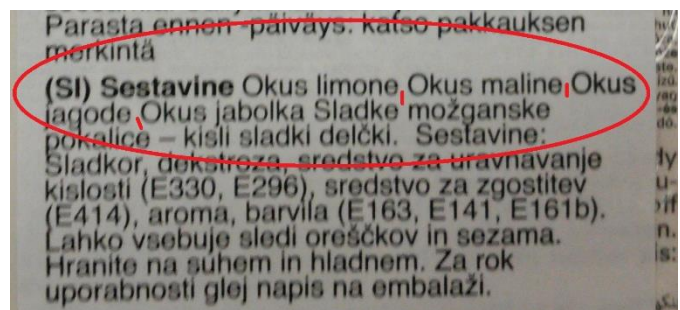 Parasta ennen -päiväys: katso pakkauksen
merkintä
(SI) Sestavine Okus limone Okus maline Okus
jagode Okus jabolka Sladke možganske
pokalice – kisli sladki delčki. Sestavine:
Sladkor, dekstroza, sredstvo za uravnavanje
kislosti (E330, E296), sredstvo za zgostitev
(E414), aroma, barvila (E163, E141, E161b).
Lahko vsebuje sledi oreščkov in sezama.
Hranite na suhem in hladnem. Za rok
uporabnosti glej napis na embalaži.